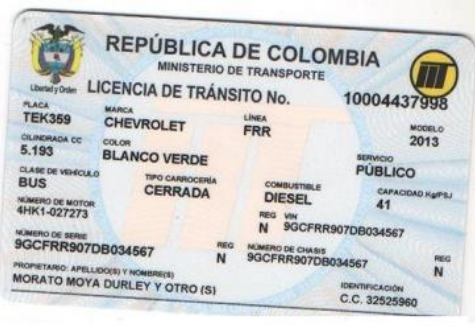 REPÚBLICA DE COLOMBIA
MINISTERIO DE TRANSPORTE
Libertad y Orden
LICENCIA DE TRÁNSITO No. 10004437998
PLACA MARCA LÍNEA MODELO
TEK359 CHEVROLET FRR 2013
CILINDRADA CC COLOR SERVICIO
5.193 BLANCO VERDE PÚBLICO
CLASE DE VEHÍCULO TIPO CARROCERÍA COMBUSTIBLE CAPACIDAD Kg/PSJ
BUS CERRADA DIESEL 41
NÚMERO DE MOTOR REG VIN
4HK1-027273 N 9GCFRR907DB034567
NÚMERO DE SERIE REG NÚMERO DE CHASIS REG
9GCFRR907DB034567 N 9GCFRR907DB034567 N
PROPIETARIO: APELLIDO(S) Y NOMBRE(S) IDENTIFICACIÓN
MORATO MOYA DURLEY Y OTRO (S) C.C. 32525960